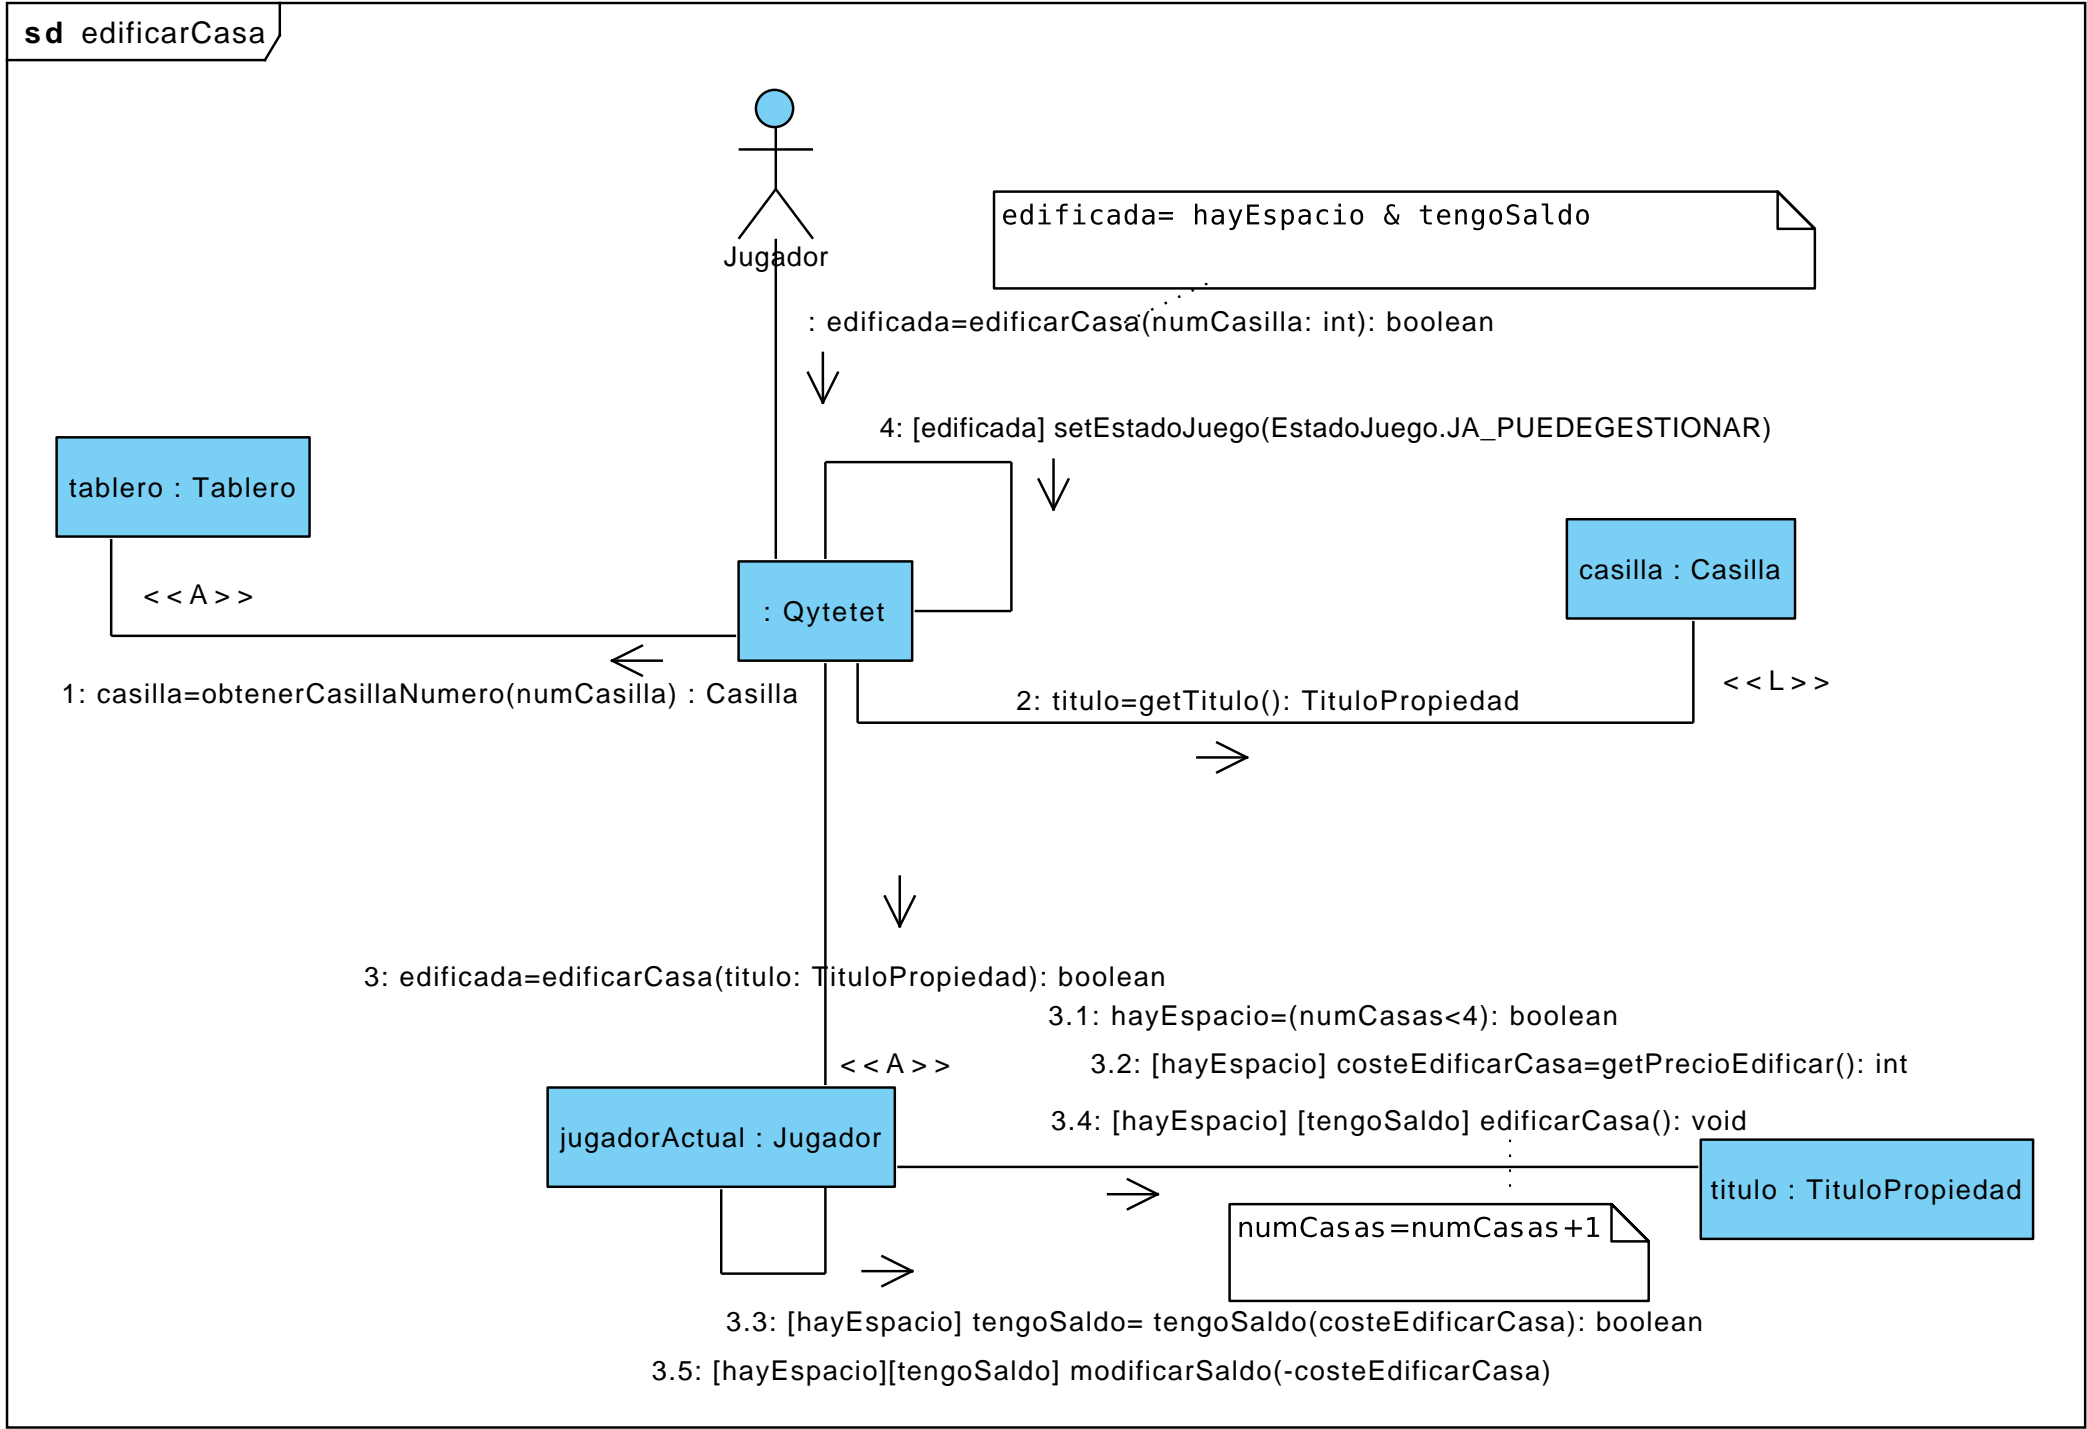 sd edificarCasa
Jugador
edificada= hayEspacio & tengoSaldo
: edificada=edificarCasa(numCasilla: int): boolean
4: [edificada] setEstadoJuego(EstadoJuego.JA_PUEDEGESTIONAR)
tablero : Tablero
casilla : Casilla
<<A>>
: Qytetet
<<L>>
1: casilla=obtenerCasillaNumero(numCasilla) : Casilla
2: titulo=getTitulo(): TituloPropiedad
3: edificada=edificarCasa(titulo: TituloPropiedad): boolean
3.1: hayEspacio=(numCasas<4): boolean
<<A>>
3.2: [hayEspacio] costeEdificarCasa=getPrecioEdificar(): int
3.4: [hayEspacio] [tengoSaldo] edificarCasa(): void
jugadorActual : Jugador
titulo : TituloPropiedad
numCasas=numCasas+1
3.3: [hayEspacio] tengoSaldo= tengoSaldo(costeEdificarCasa): boolean
3.5: [hayEspacio][tengoSaldo] modificarSaldo(-costeEdificarCasa)